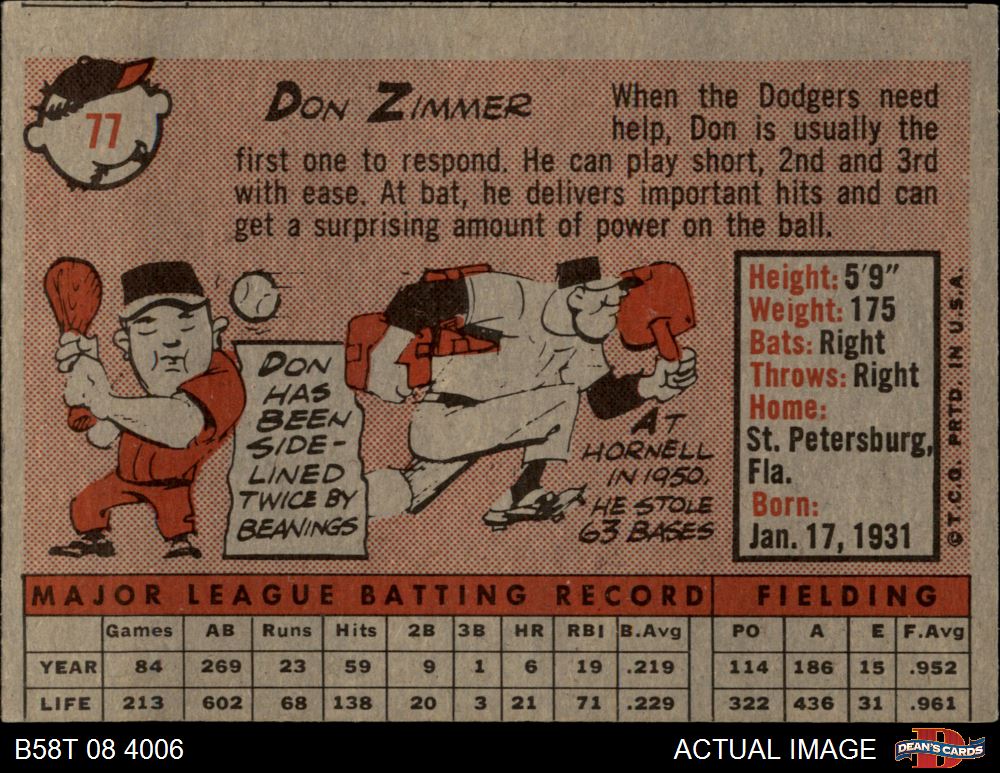 77
DON ZIMMER
When the Dodgers need
help, Don is usually the
first one to respond. He can play short, 2nd and 3rd
with ease. At bat, he delivers important hits and can
get a surprising amount of power on the ball.
DON
HAS
BEEN
SIDE-
LINED
TWICE BY
BEANINGS
AT
HORNELL
IN 1950,
HE STOLE
63 BASES
Height: 5'9"
Weight: 175
Bats: Right
Throws: Right
Home:
St. Petersburg,
Fla.
Born:
Jan. 17, 1931
© T.C.G. PRTD. IN U.S.A.
MAJOR LEAGUE BATTING RECORD FIELDING
Games AB Runs Hits 2B 3B HR RBI B.Avg PO A E F.Avg
YEAR 84 269 23 59 9 1 6 19 .219 114 186 15 .952
LIFE 213 602 68 138 20 3 21 71 .229 322 436 31 .961
B58T 08 4006 ACTUAL IMAGE DEAN'S CARDS